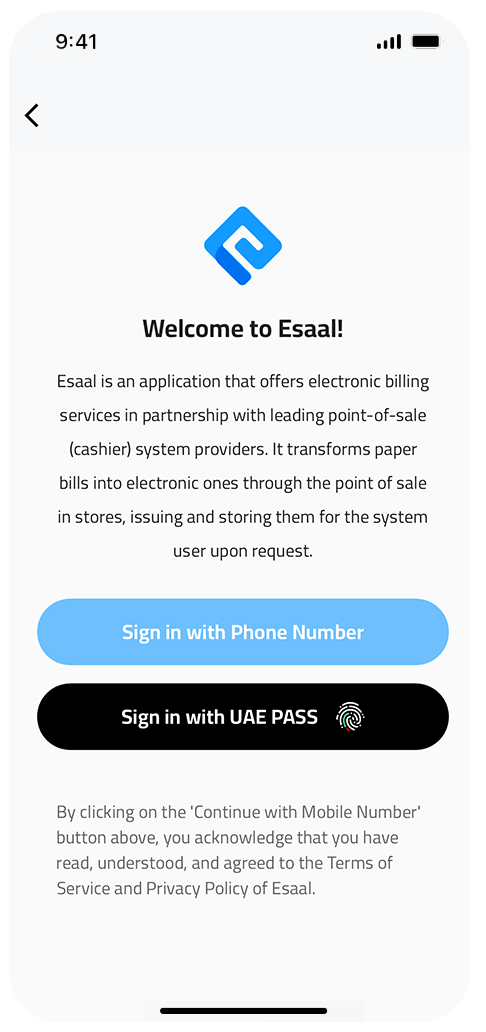 9:41
Welcome to Esaal!
Esaal is an application that offers electronic billing
services in partnership with leading point-of-sale
(cashier) system providers. It transforms paper
bills into electronic ones through the point of sale
in stores, issuing and storing them for the system
user upon request.
Sign in with Phone Number
Sign in with UAE PASS
By clicking on the 'Continue with Mobile Number'
button above, you acknowledge that you have
read, understood, and agreed to the Terms of
Service and Privacy Policy of Esaal.